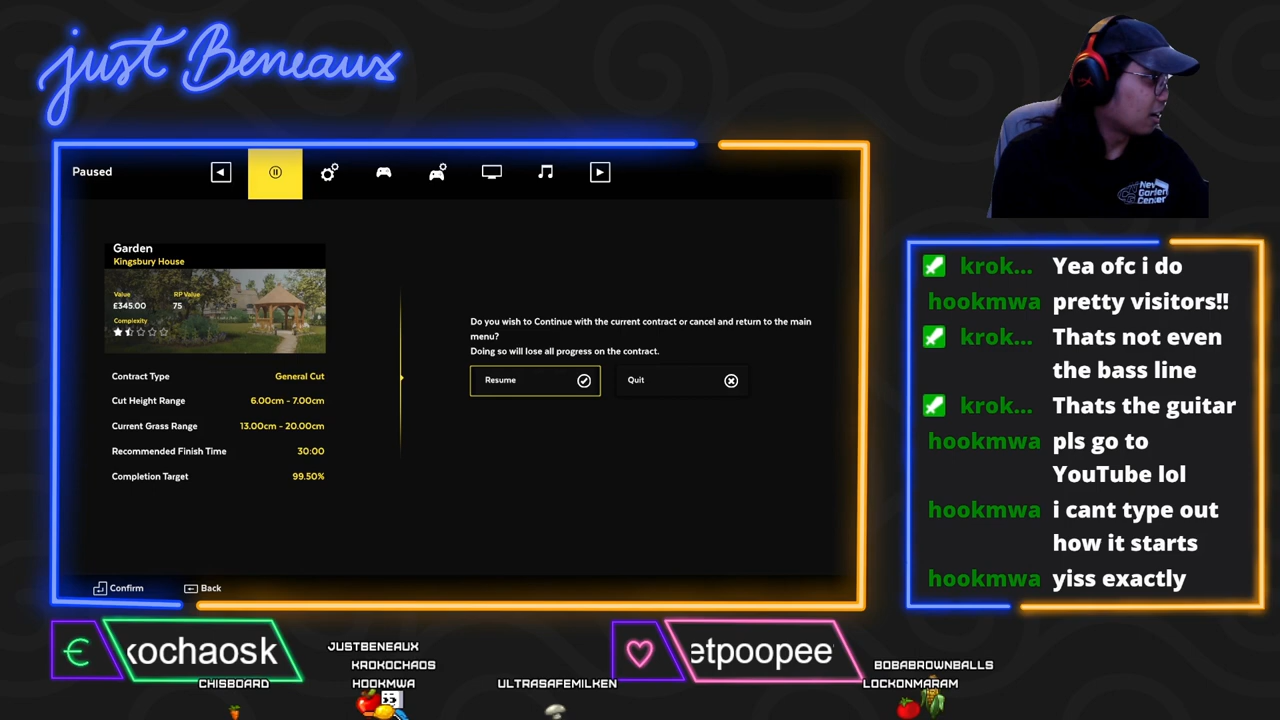 just Beneaux
Paused
Garden
Kingsbury House
Value
RP Value
£345.00
75
Complexity
Contract Type
General Cut
Cut Height Range
6.00cm - 7.00cm
Current Grass Range
13.00cm - 20.00cm
Recommended Finish Time
30:00
Completion Target
99.50%
Do you wish to Continue with the current contract or cancel and return to the main
menu?
Doing so will lose all progress on the contract.
Resume
Quit
Confirm
Back
New
Garden
Center
krok... Yea ofc i do
hookmwa pretty visitors!!
krok... Thats not even
the bass line
krok... Thats the guitar
hookmwa pls go to
YouTube lol
hookmwa i cant type out
how it starts
hookmwa yiss exactly
€
kochaosk
etpoopee
JUSTBENEAUX
KROKOCHAOS
CHISBOARD
HOOKMWA
ULTRASAFEMILKEN
BOBABROWNBALLS
LOCKONMARAM
55